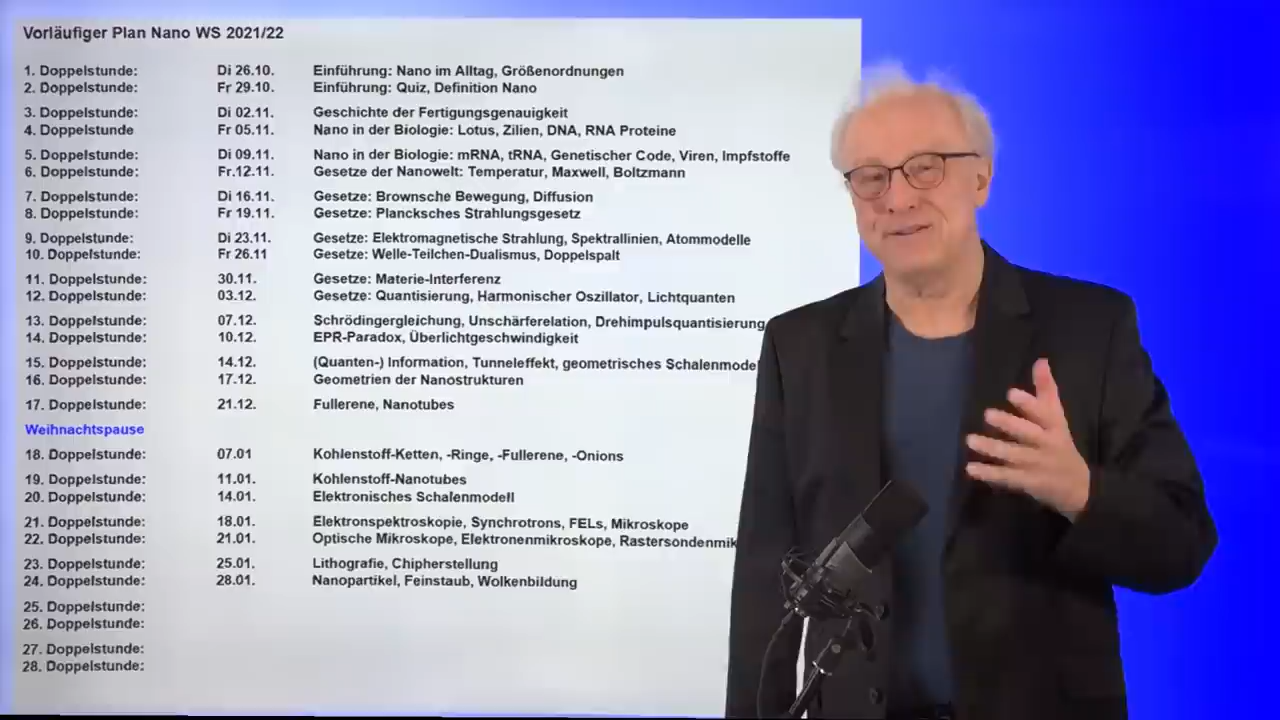 Vorläufiger Plan Nano WS 2021/22
1. Doppelstunde: Di 26.10. Einführung: Nano im Alltag, Größenordnungen
2. Doppelstunde: Fr 29.10. Einführung: Quiz, Definition Nano
3. Doppelstunde: Di 02.11. Geschichte der Fertigungsgenauigkeit
4. Doppelstunde Fr 05.11. Nano in der Biologie: Lotus, Zilien, DNA, RNA Proteine
5. Doppelstunde: Di 09.11. Nano in der Biologie: mRNA, tRNA, Genetischer Code, Viren, Impfstoffe
6. Doppelstunde: Fr.12.11. Gesetze der Nanowelt: Temperatur, Maxwell, Boltzmann
7. Doppelstunde: Di 16.11. Gesetze: Brownsche Bewegung, Diffusion
8. Doppelstunde: Fr 19.11. Gesetze: Plancksches Strahlungsgesetz
9. Doppelstunde: Di 23.11. Gesetze: Elektromagnetische Strahlung, Spektrallinien, Atommodelle
10. Doppelstunde: Fr 26.11 Gesetze: Welle-Teilchen-Dualismus, Doppelspalt
11. Doppelstunde: 30.11. Gesetze: Materie-Interferenz
12. Doppelstunde: 03.12. Gesetze: Quantisierung, Harmonischer Oszillator, Lichtquanten
13. Doppelstunde: 07.12. Schrödingergleichung, Unschärferelation, Drehimpulsquantisierung
14. Doppelstunde: 10.12. EPR-Paradox, Überlichtgeschwindigkeit
15. Doppelstunde: 14.12. (Quanten-) Information, Tunneleffekt, geometrisches Schalenmode
16. Doppelstunde: 17.12. Geometrien der Nanostrukturen
17. Doppelstunde: 21.12. Fullerene, Nanotubes
Weihnachtspause
18. Doppelstunde: 07.01 Kohlenstoff-Ketten, -Ringe, -Fullerene, -Onions
19. Doppelstunde: 11.01. Kohlenstoff-Nanotubes
20. Doppelstunde: 14.01. Elektronisches Schalenmodell
21. Doppelstunde: 18.01. Elektronspektroskopie, Synchrotrons, FELs, Mikroskope
22. Doppelstunde: 21.01. Optische Mikroskope, Elektronenmikroskope, Rastersondenmik
23. Doppelstunde: 25.01. Lithografie, Chipherstellung
24. Doppelstunde: 28.01. Nanopartikel, Feinstaub, Wolkenbildung
25. Doppelstunde:
26. Doppelstunde:
27. Doppelstunde:
28. Doppelstunde: